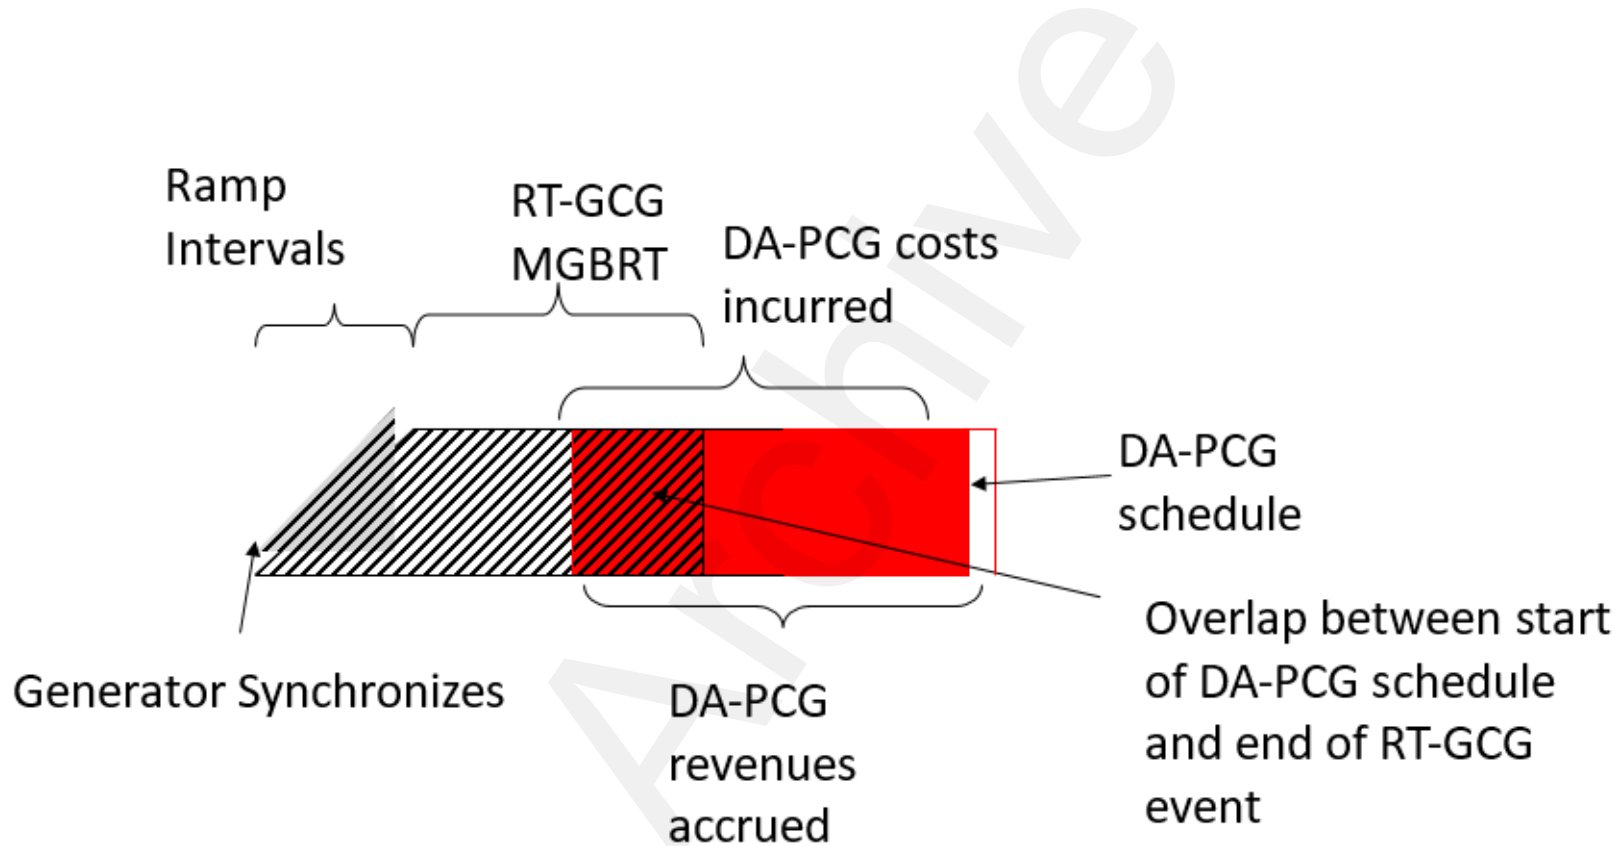 Ramp
Intervals
RT-GCG
MGBRT
DA-PCG costs
incurred
DA-PCG
schedule
Overlap between start
of DA-PCG schedule
and end of RT-GCG
event
Generator Synchronizes
DA-PCG
revenues
accrued
Archive